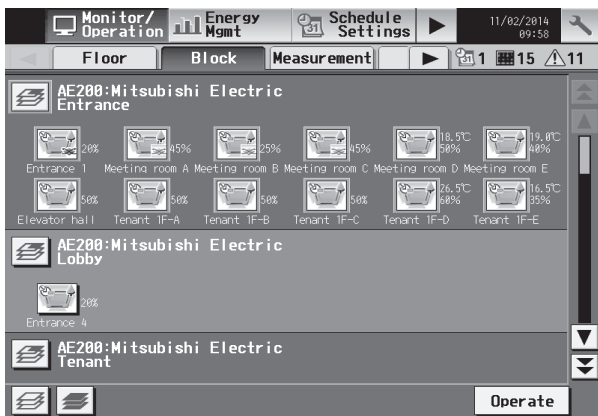 Monitor/ Operation Energy Mgmt Schedule Settings 11/02/2014 09:58
Floor Block Measurement 31 1 15 11
AE200:Mitsubishi Electric
Entrance
20% 45% 25% 45% 18.5℃ 50% 19.0℃ 40%
Entrance 1 Meeting room A Meeting room B Meeting room C Meeting room D Meeting room E
50% 50% 50% 50% 26.5℃ 60% 16.5℃ 35%
Elevator hall Tenant 1F-A Tenant 1F-B Tenant 1F-C Tenant 1F-D Tenant 1F-E
AE200:Mitsubishi Electric
Lobby
20%
Entrance 4
AE200:Mitsubishi Electric
Tenant
Operate